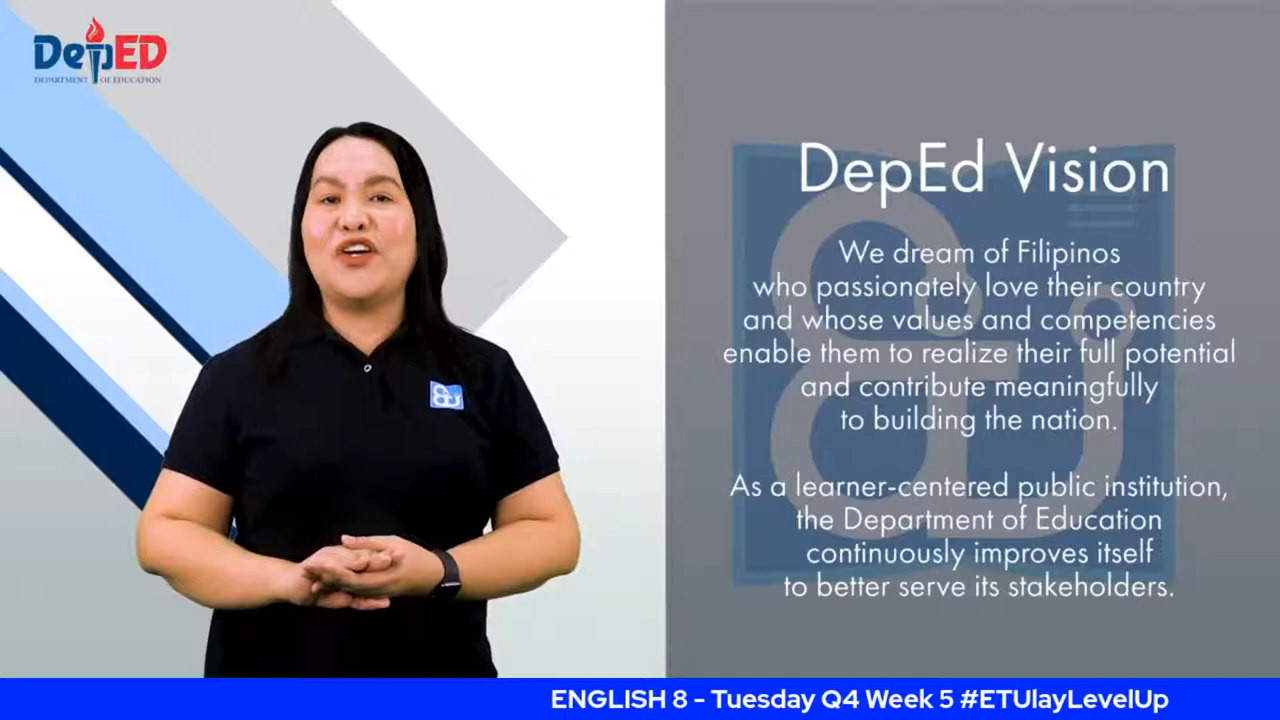 DepED
DEPARTMENT OF EDUCATION
DepEd Vision
We dream of Filipinos
who passionately love their country
and whose values and competencies
enable them to realize their full potential
and contribute meaningfully
to building the nation.
As a learner-centered public institution,
the Department of Education
continuously improves itself
to better serve its stakeholders.
ENGLISH 8 - Tuesday Q4 Week 5 #ETUlayLevelUp